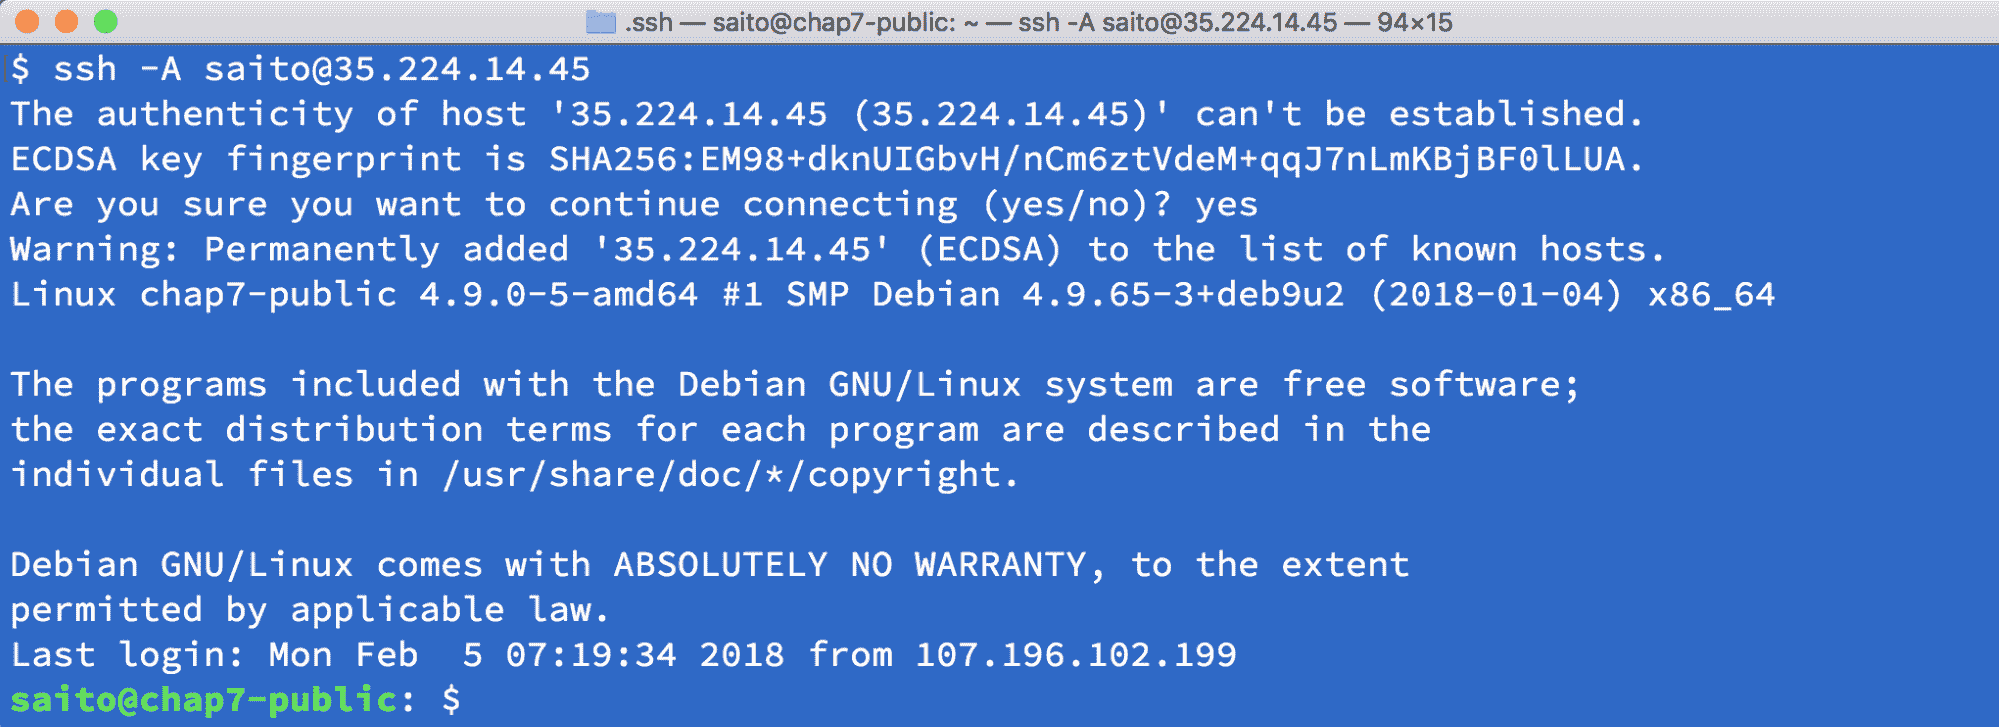 .ssh — saito@chap7-public: ~ — ssh -A saito@35.224.14.45 — 94×15
$ ssh -A saito@35.224.14.45
The authenticity of host '35.224.14.45 (35.224.14.45)' can't be established.
ECDSA key fingerprint is SHA256:EM98+dknUIGbvH/nCm6ztVdeM+qqJ7nLmKBjBF0lLUA.
Are you sure you want to continue connecting (yes/no)? yes
Warning: Permanently added '35.224.14.45' (ECDSA) to the list of known hosts.
Linux chap7-public 4.9.0-5-amd64 #1 SMP Debian 4.9.65-3+deb9u2 (2018-01-04) x86_64
The programs included with the Debian GNU/Linux system are free software;
the exact distribution terms for each program are described in the
individual files in /usr/share/doc/*/copyright.
Debian GNU/Linux comes with ABSOLUTELY NO WARRANTY, to the extent
permitted by applicable law.
Last login: Mon Feb  5 07:19:34 2018 from 107.196.102.199
saito@chap7-public: $